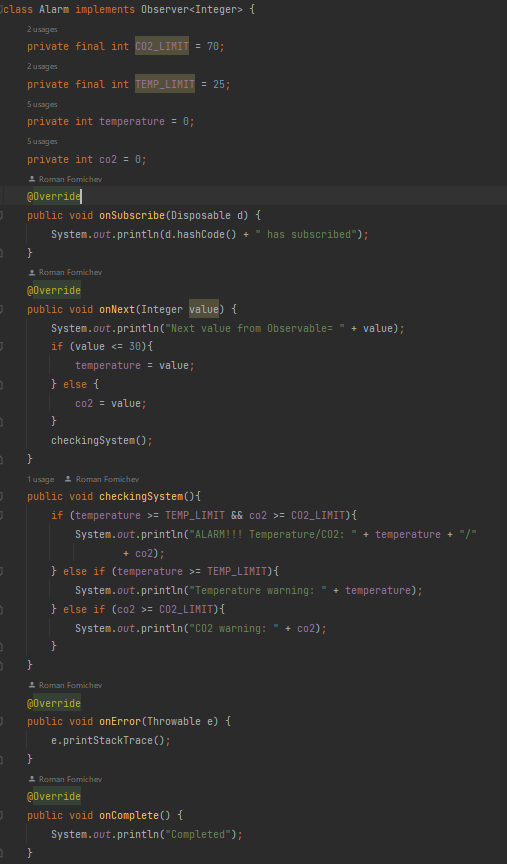 class Alarm implements Observer<Integer> {
2 usages
private final int CO2_LIMIT = 70;
2 usages
private final int TEMP_LIMIT = 25;
5 usages
private int temperature = 0;
5 usages
private int co2 = 0;
Roman Fomichev
@Override
public void onSubscribe(Disposable d) {
System.out.println(d.hashCode() + " has subscribed");
}
Roman Fomichev
@Override
public void onNext(Integer value) {
System.out.println("Next value from Observable= " + value);
if (value <= 30){
temperature = value;
} else {
co2 = value;
}
checkingSystem();
}
1 usage Roman Fomichev
public void checkingSystem(){
if (temperature >= TEMP_LIMIT && co2 >= CO2_LIMIT){
System.out.println("ALARM!!! Temperature/CO2: " + temperature + "/"
+ co2);
} else if (temperature >= TEMP_LIMIT){
System.out.println("Temperature warning: " + temperature);
} else if (co2 >= CO2_LIMIT){
System.out.println("CO2 warning: " + co2);
}
}
Roman Fomichev
@Override
public void onError(Throwable e) {
e.printStackTrace();
}
Roman Fomichev
@Override
public void onComplete() {
System.out.println("Completed");
}